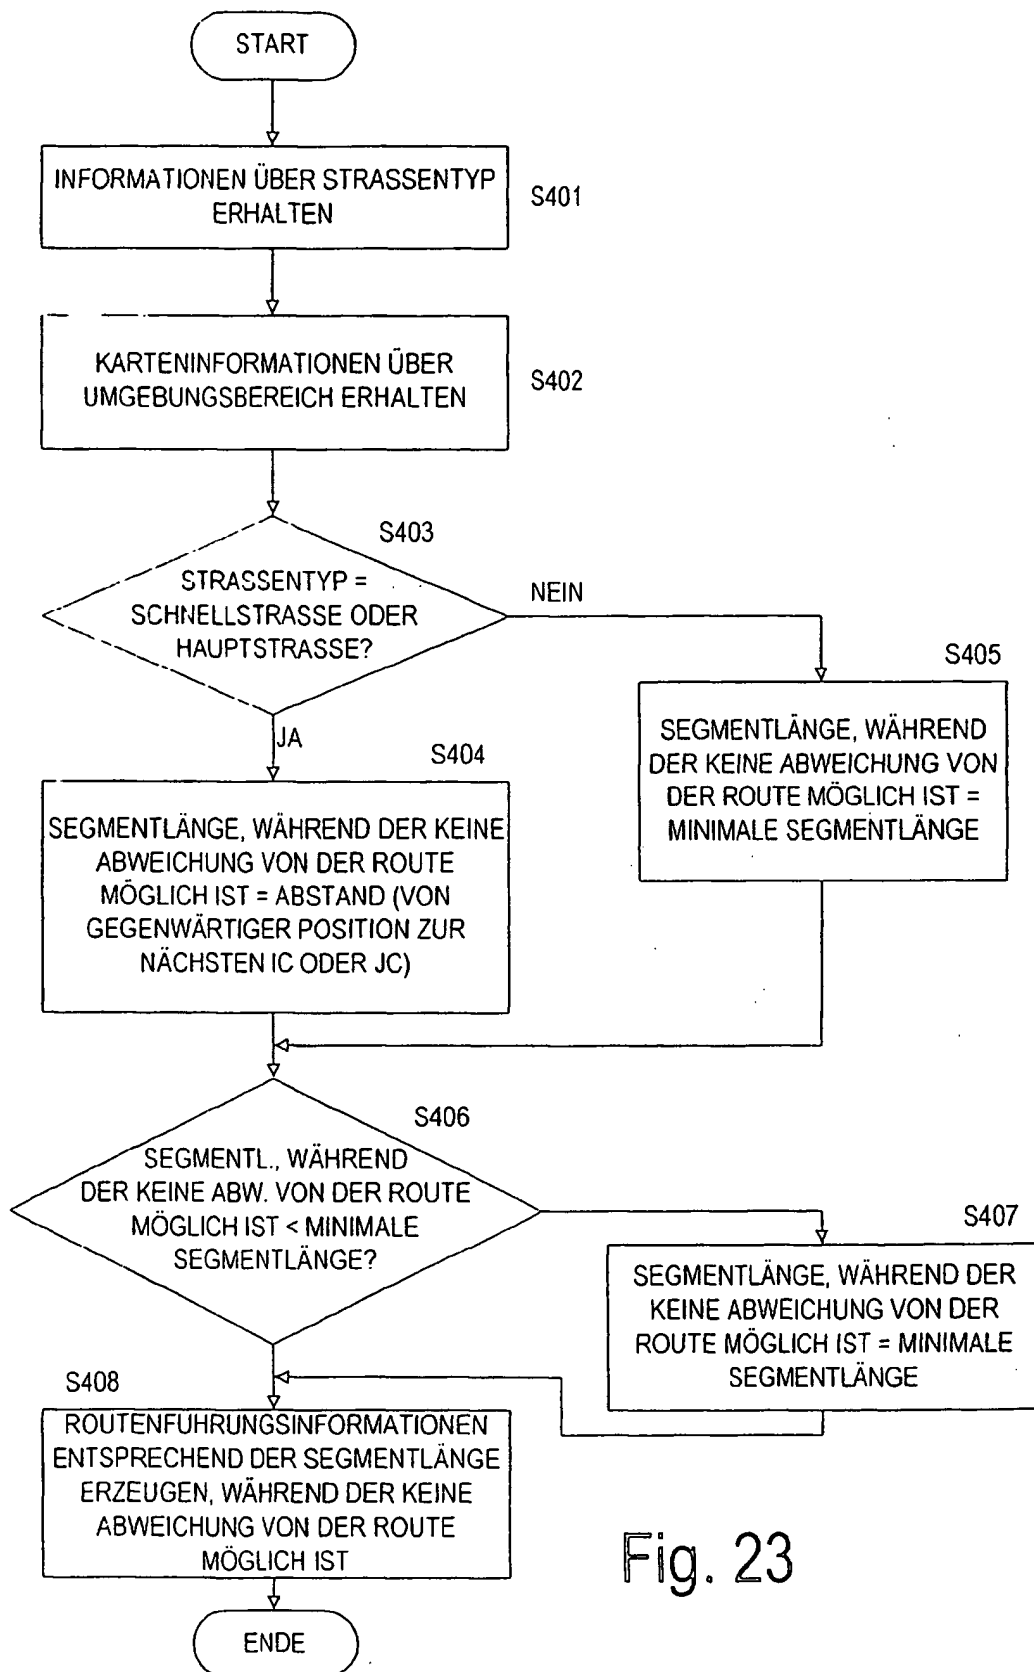 START
INFORMATIONEN ÜBER STRASSENTYP
ERHALTEN
S401
KARTENINFORMATIONEN ÜBER
UMGEBUNGSBEREICH ERHALTEN
S402
S403
STRASSENTYP =
SCHNELLSTRASSE ODER
HAUPTSTRASSE?
NEIN
JA
S404
SEGMENTLÄNGE, WÄHREND DER KEINE
ABWEICHUNG VON DER ROUTE
MÖGLICH IST = ABSTAND (VON
GEGENWÄRTIGER POSITION ZUR
NÄCHSTEN IC ODER JC)
S405
SEGMENTLÄNGE, WÄHREND
DER KEINE ABWEICHUNG VON
DER ROUTE MÖGLICH IST =
MINIMALE SEGMENTLÄNGE
S406
SEGMENTL., WÄHREND
DER KEINE ABW. VON DER ROUTE
MÖGLICH IST < MINIMALE
SEGMENTLÄNGE?
S407
SEGMENTLÄNGE, WÄHREND DER
KEINE ABWEICHUNG VON DER
ROUTE MÖGLICH IST = MINIMALE
SEGMENTLÄNGE
S408
ROUTENFÜHRUNGSINFORMATIONEN
ENTSPRECHEND DER SEGMENTLÄNGE
ERZEUGEN, WÄHREND DER KEINE
ABWEICHUNG VON DER ROUTE
MÖGLICH IST
ENDE
Fig. 23